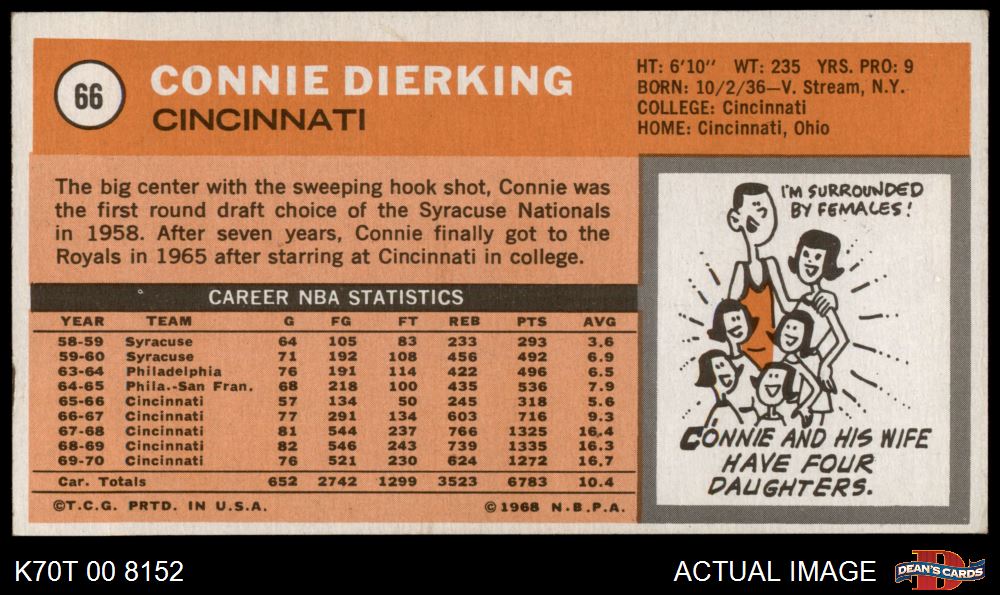 66
CONNIE DIERKING
CINCINNATI
HT: 6'10" WT: 235 YRS. PRO: 9
BORN: 10/2/36—V. Stream, N.Y.
COLLEGE: Cincinnati
HOME: Cincinnati, Ohio
The big center with the sweeping hook shot, Connie was
the first round draft choice of the Syracuse Nationals
in 1958. After seven years, Connie finally got to the
Royals in 1965 after starring at Cincinnati in college.
CAREER NBA STATISTICS
YEAR TEAM G FG FT REB PTS AVG
58-59 Syracuse 64 105 83 233 293 3.6
59-60 Syracuse 71 192 108 456 492 6.9
63-64 Philadelphia 76 191 114 422 496 6.5
64-65 Phila.-San Fran. 68 218 100 435 536 7.9
65-66 Cincinnati 57 134 50 245 318 5.6
66-67 Cincinnati 77 291 134 603 716 9.3
67-68 Cincinnati 81 544 237 766 1325 16.4
68-69 Cincinnati 82 546 243 739 1335 16.3
69-70 Cincinnati 76 521 230 624 1272 16.7
Car. Totals 652 2742 1299 3523 6783 10.4
©T.C.G. PRTD. IN U.S.A. ©1968 N.B.P.A.
I'M SURROUNDED
BY FEMALES!
CONNIE AND HIS WIFE
HAVE FOUR
DAUGHTERS.
K70T 00 8152
ACTUAL IMAGE
D
DEAN'S CARDS